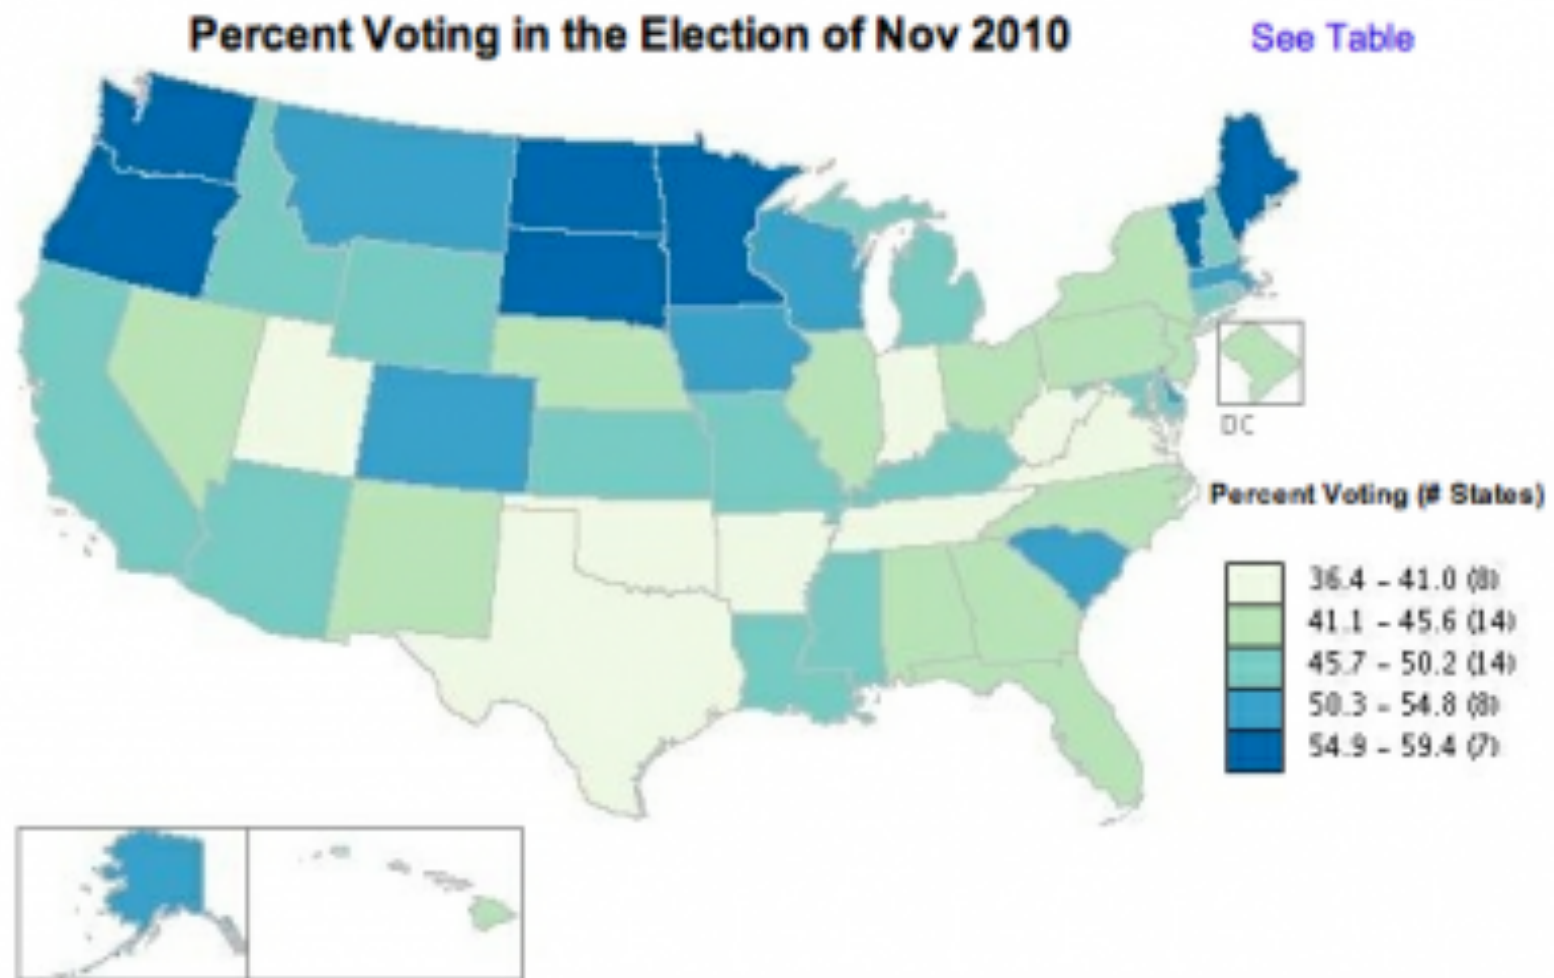 Percent Voting in the Election of Nov 2010
See Table
DC
Percent Voting (# States)
36.4 - 41.0 (8)
41.1 - 45.6 (14)
45.7 - 50.2 (14)
50.3 - 54.8 (8)
54.9 - 59.4 (7)